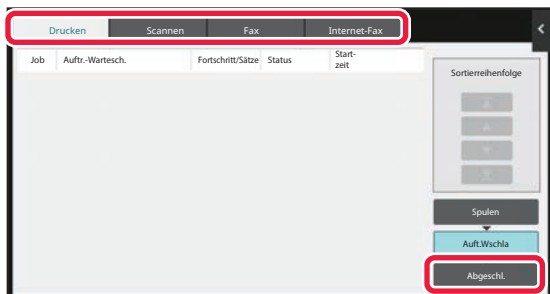 Drucken Scannen Fax Internet-Fax
Job Auftr.-Wartesch. Fortschritt/Sätze Status Start-
zeit
Sortierreihenfolge
Spulen
Auft.Wschla
Abgeschl.